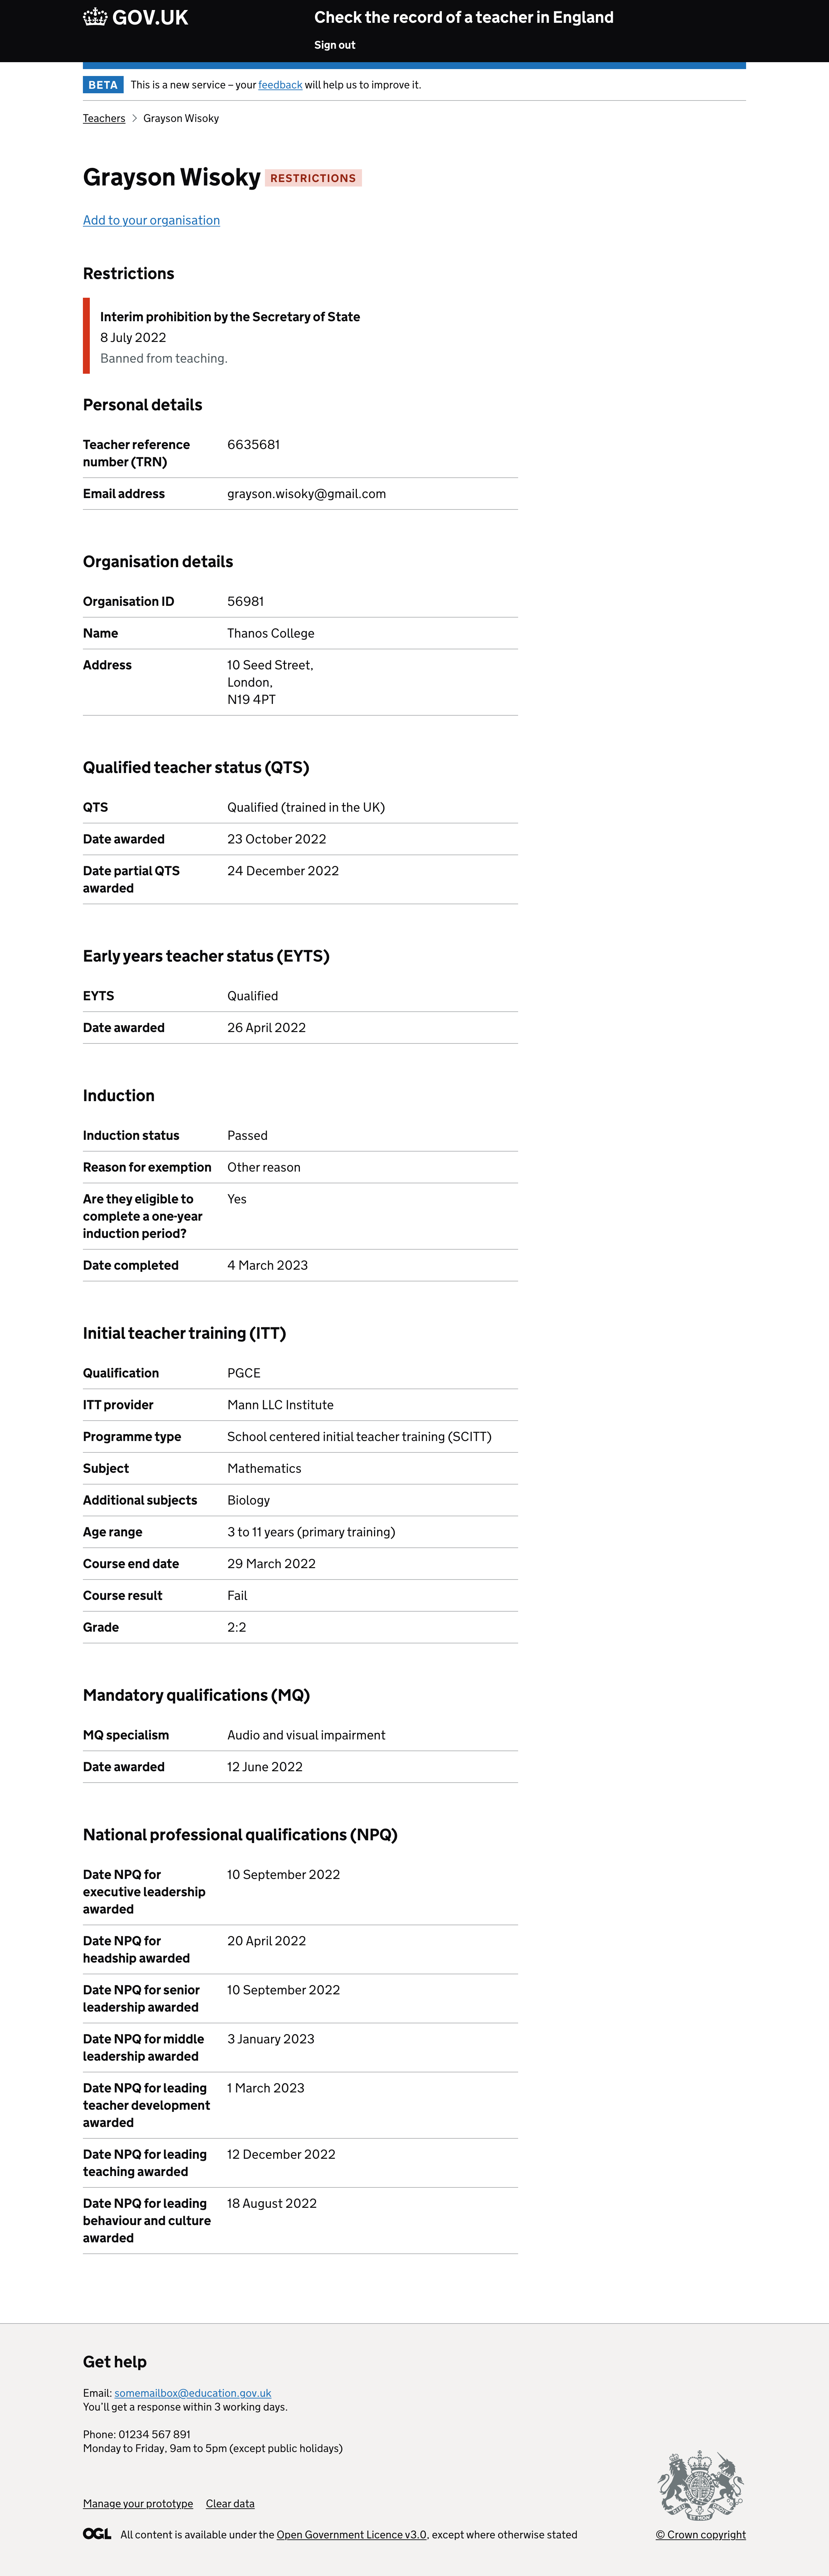 GOV.UK
Check the record of a teacher in England
Sign out
BETA This is a new service – your feedback will help us to improve it.
Teachers Grayson Wisoky
Grayson Wisoky RESTRICTIONS
Add to your organisation
Restrictions
Interim prohibition by the Secretary of State
8 July 2022
Banned from teaching.
Personal details
Teacher reference number (TRN) 6635681
Email address grayson.wisoky@gmail.com
Organisation details
Organisation ID 56981
Name Thanos College
Address 10 Seed Street,
London,
N19 4PT
Qualified teacher status (QTS)
QTS Qualified (trained in the UK)
Date awarded 23 October 2022
Date partial QTS awarded 24 December 2022
Early years teacher status (EYTS)
EYTS Qualified
Date awarded 26 April 2022
Induction
Induction status Passed
Reason for exemption Other reason
Are they eligible to complete a one-year induction period? Yes
Date completed 4 March 2023
Initial teacher training (ITT)
Qualification PGCE
ITT provider Mann LLC Institute
Programme type School centered initial teacher training (SCITT)
Subject Mathematics
Additional subjects Biology
Age range 3 to 11 years (primary training)
Course end date 29 March 2022
Course result Fail
Grade 2:2
Mandatory qualifications (MQ)
MQ specialism Audio and visual impairment
Date awarded 12 June 2022
National professional qualifications (NPQ)
Date NPQ for executive leadership awarded 10 September 2022
Date NPQ for headship awarded 20 April 2022
Date NPQ for senior leadership awarded 10 September 2022
Date NPQ for middle leadership awarded 3 January 2023
Date NPQ for leading teacher development awarded 1 March 2023
Date NPQ for leading teaching awarded 12 December 2022
Date NPQ for leading behaviour and culture awarded 18 August 2022
Get help
Email: somemailbox@education.gov.uk
You’ll get a response within 3 working days.
Phone: 01234 567 891
Monday to Friday, 9am to 5pm (except public holidays)
Manage your prototype Clear data
OGL All content is available under the Open Government Licence v3.0, except where otherwise stated
© Crown copyright